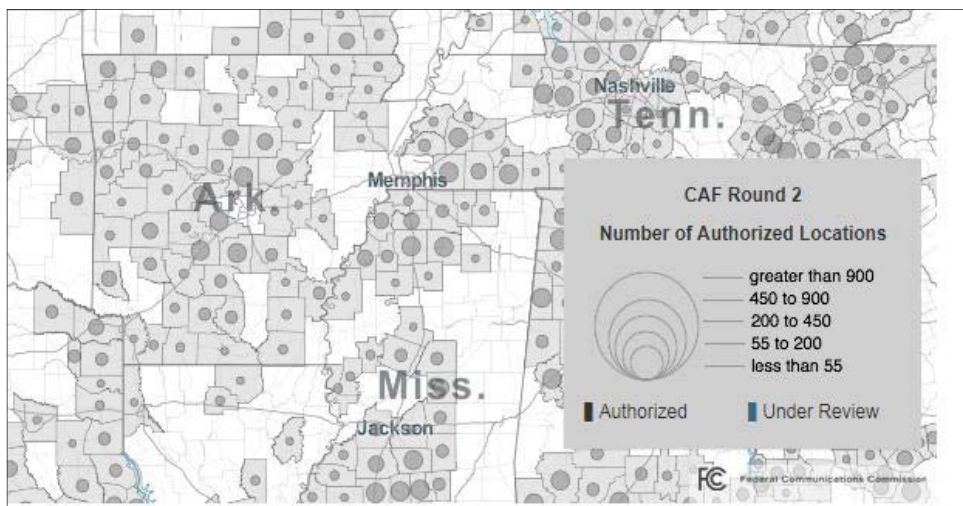 Nashville
Tenn.
Memphis
Ark.
Miss.
Jackson
CAF Round 2
Number of Authorized Locations
greater than 900
450 to 900
200 to 450
55 to 200
less than 55
Authorized
Under Review
FC Federal Communications Commission